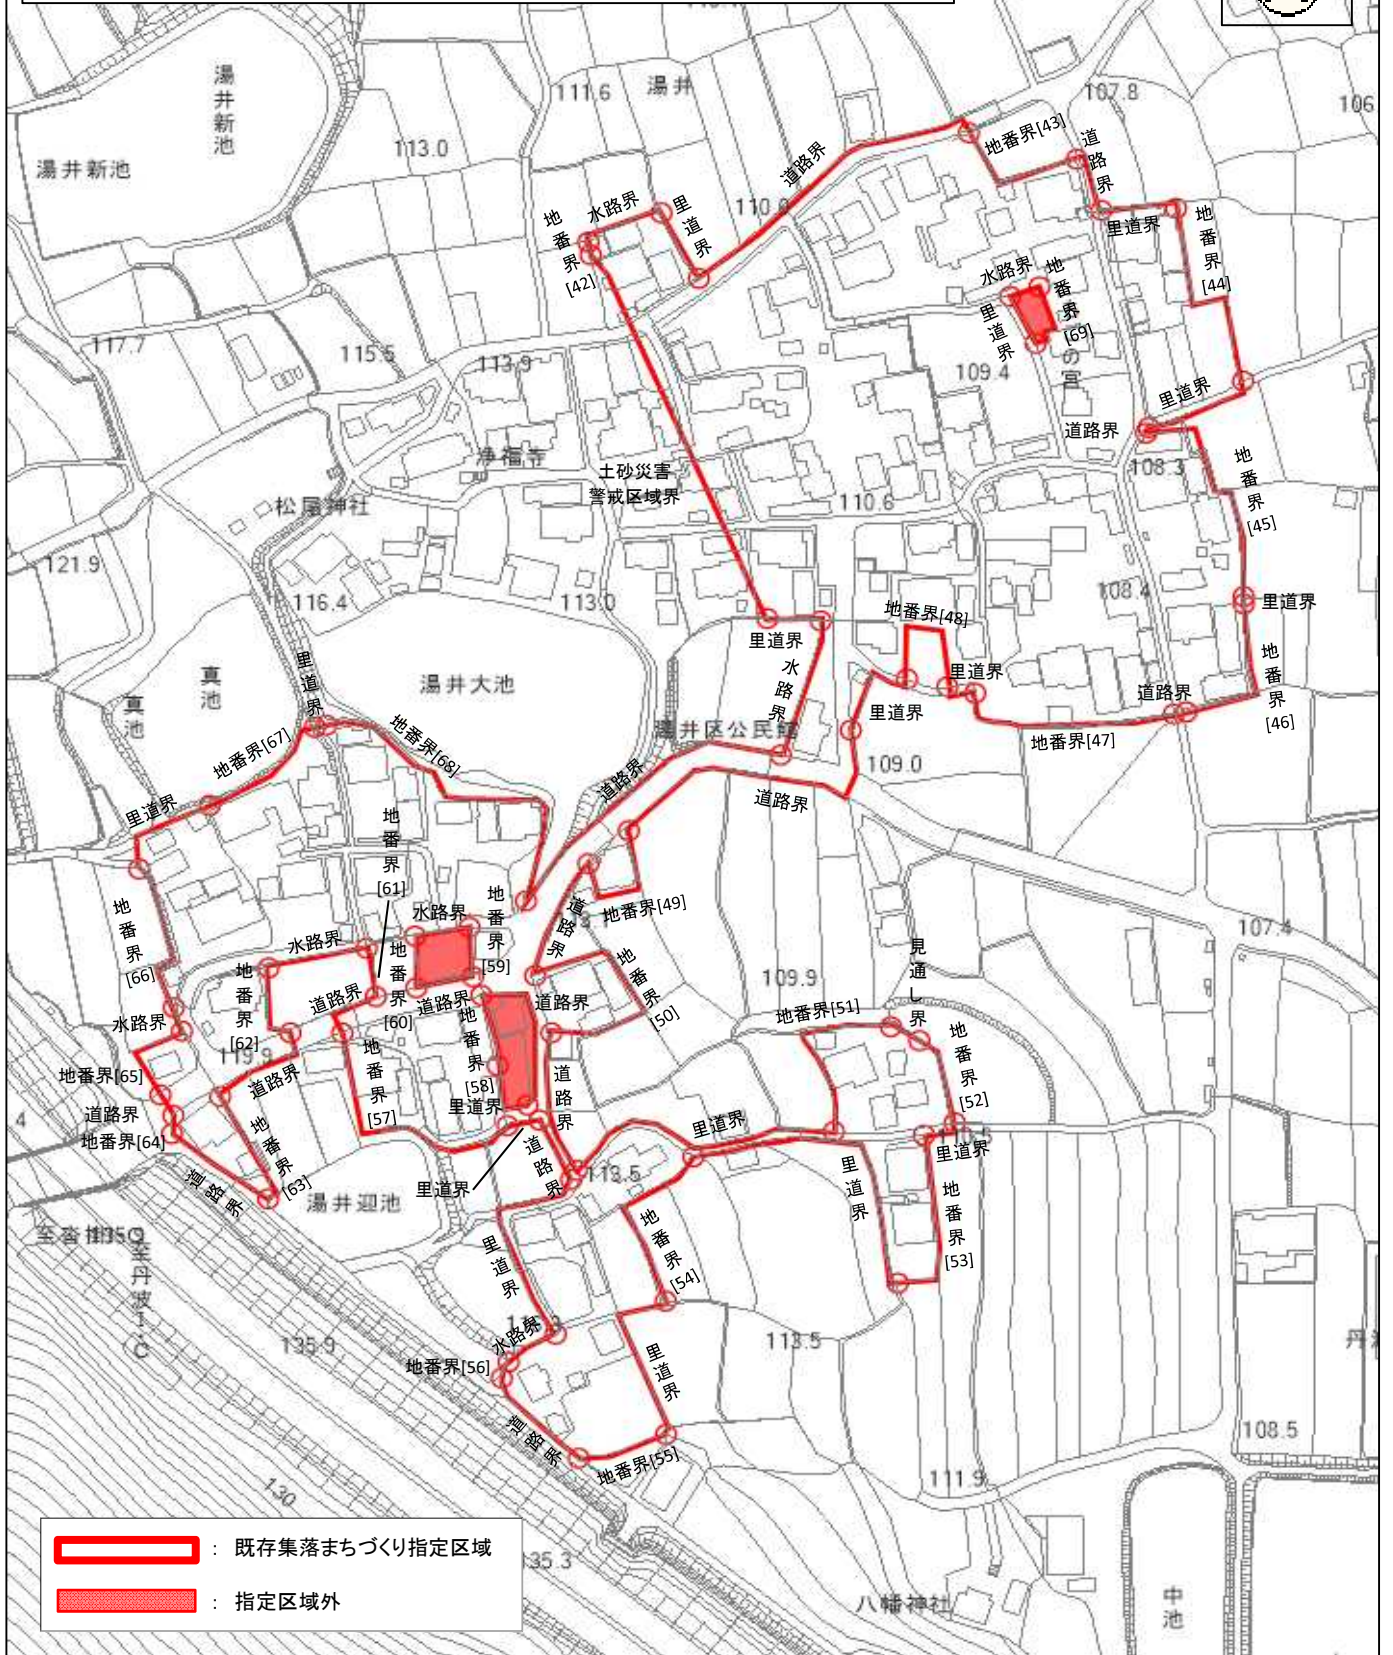 湯井新池
湯井新池
111.6
湯井
107.8
106
113.0
地番界[43]
道路界
道路界
水路界
里道界
110.0
地番界[42]
里道界
地番界[44]
水路界
地番界[69]
里道界
の宮
117.7
115.5
113.9
109.4
里道界
道路界
浄福寺
土砂災害
警戒区域界
108.3
地番界[45]
松尾神社
110.6
121.9
116.4
113.0
108.4
地番界[48]
里道界
里道界
水路界
里道界
地番界[46]
真池
真池
里道界
湯井大池
湯井区公民館
里道界
道路界
地番界[47]
地番界[67]
地番界[68]
109.0
道路界
道路界
里道界
地番界[61]
地番界[66]
水路界
地番界[59]
道路界
地番界[49]
107.4
水路界
地番界[60]
地番界[50]
109.9
見通し界
地番界[62]
道路界
道路界
道路界
地番界[51]
水路界
119.9
地番界[57]
地番界[58]
地番界[52]
地番界[65]
道路界
道路界
道路界
里道界
里道界
里道界
4
地番界[64]
地番界[63]
道路界
里道界
113.5
里道界
地番界[53]
道路界
湯井迎池
地番界[54]
里道界
至丹波I.C
水路界
135.9
地番界[56]
里道界
113.5
道路界
地番界[55]
108.5
111.9
130
: 既存集落まちづくり指定区域
35.3
: 指定区域外
八幡神社
中池